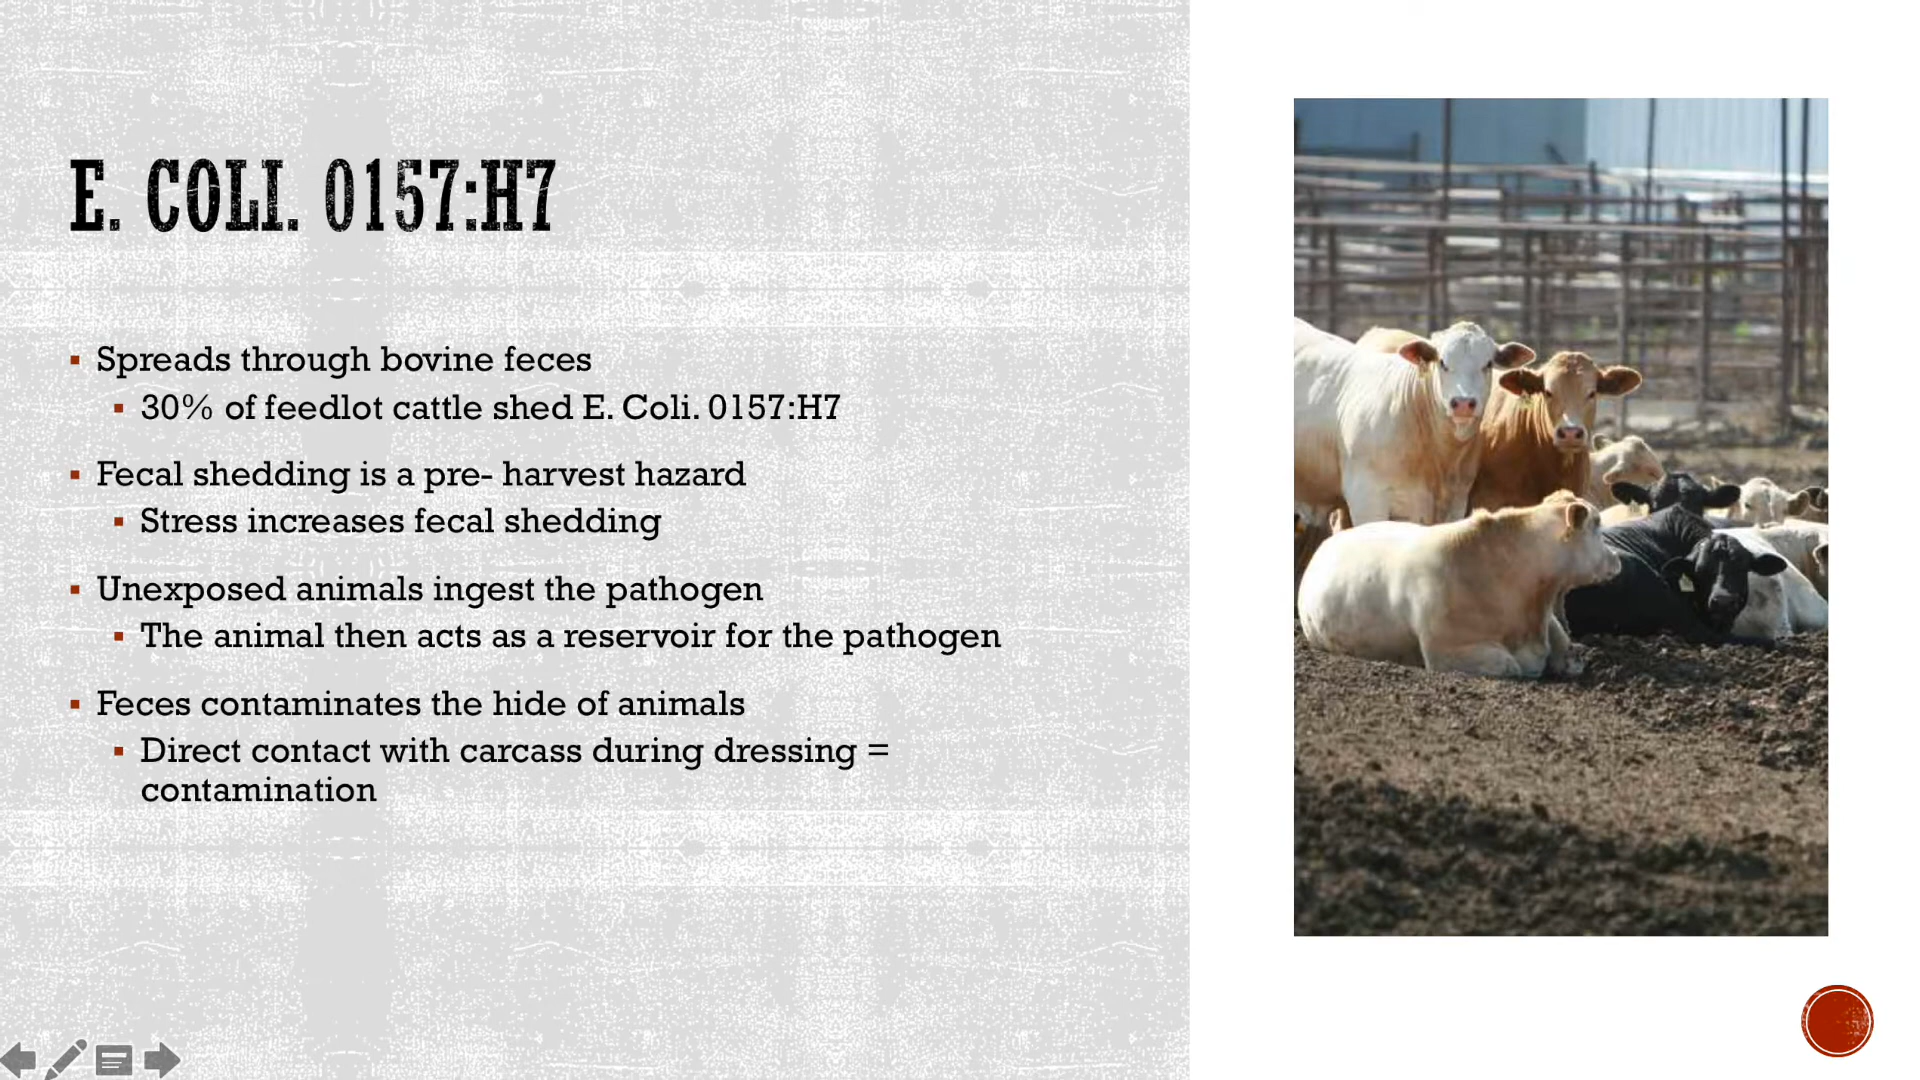 E. COLI. 0157:H7
Spreads through bovine feces
30% of feedlot cattle shed E. Coli. 0157:H7
Fecal shedding is a pre- harvest hazard
Stress increases fecal shedding
Unexposed animals ingest the pathogen
The animal then acts as a reservoir for the pathogen
Feces contaminates the hide of animals
Direct contact with carcass during dressing =
contamination